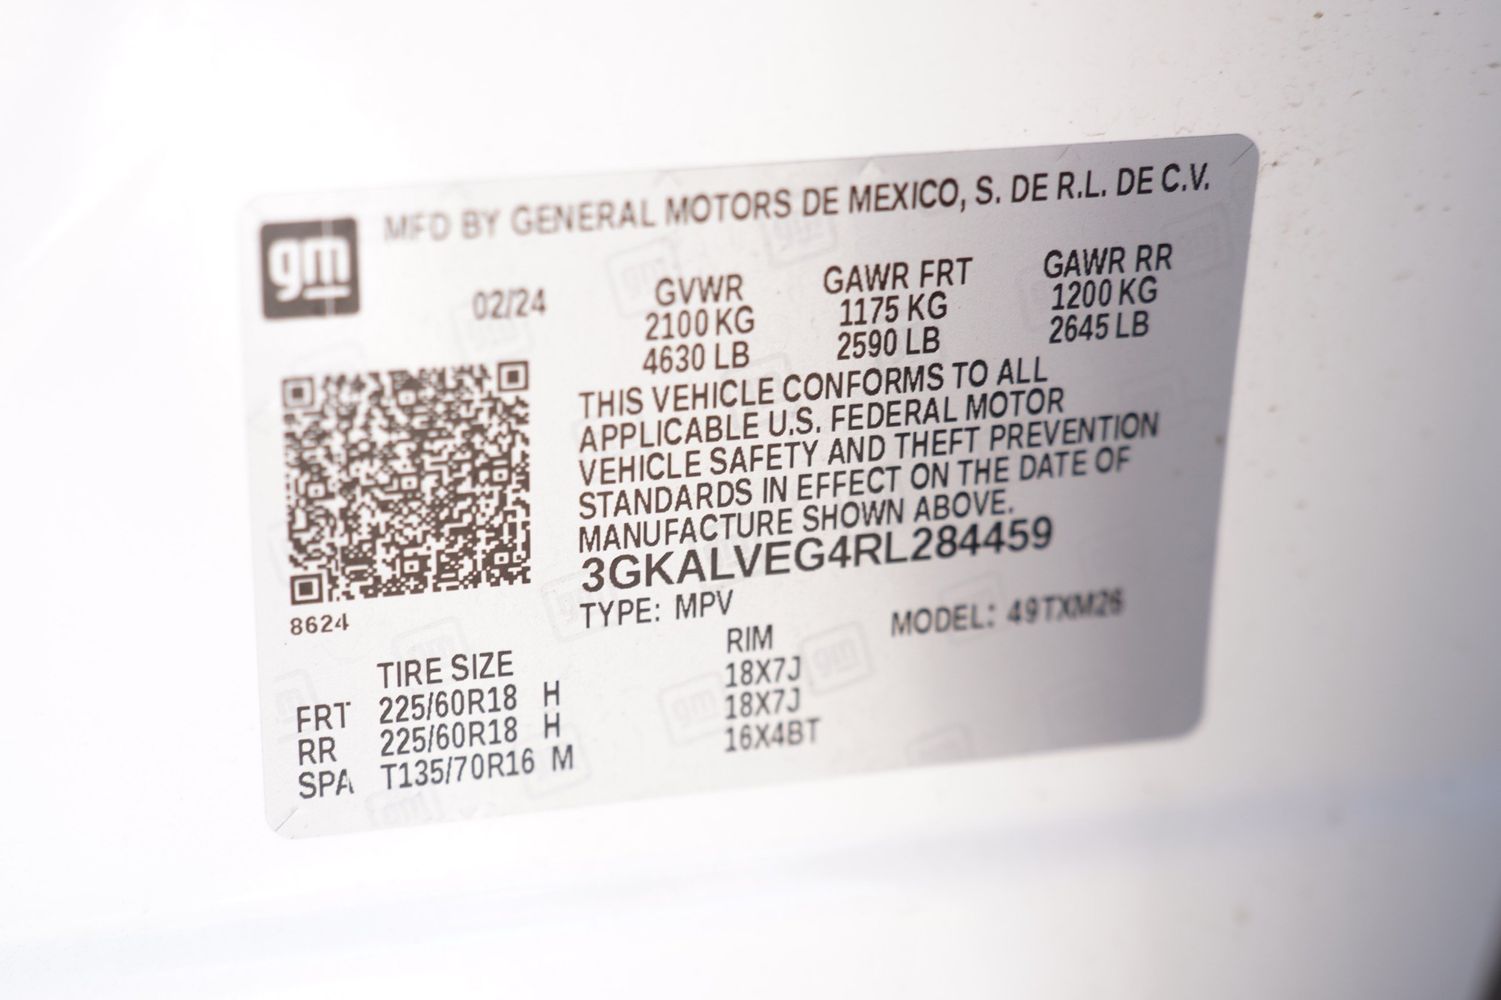 gm
MFD BY GENERAL MOTORS DE MEXICO, S. DE R.L. DE C.V.
02/24 GVWR GAWR FRT GAWR RR
2100 KG 1175 KG 1200 KG
4630 LB 2590 LB 2645 LB
THIS VEHICLE CONFORMS TO ALL
APPLICABLE U.S. FEDERAL MOTOR
VEHICLE SAFETY AND THEFT PREVENTION
STANDARDS IN EFFECT ON THE DATE OF
MANUFACTURE SHOWN ABOVE.
3GKALVEG4RL284459
8624
TYPE: MPV MODEL: 49TXM26
TIRE SIZE RIM
FRT 225/60R18 H 18X7J
RR 225/60R18 H 18X7J
SPA T135/70R16 M 16X4BT